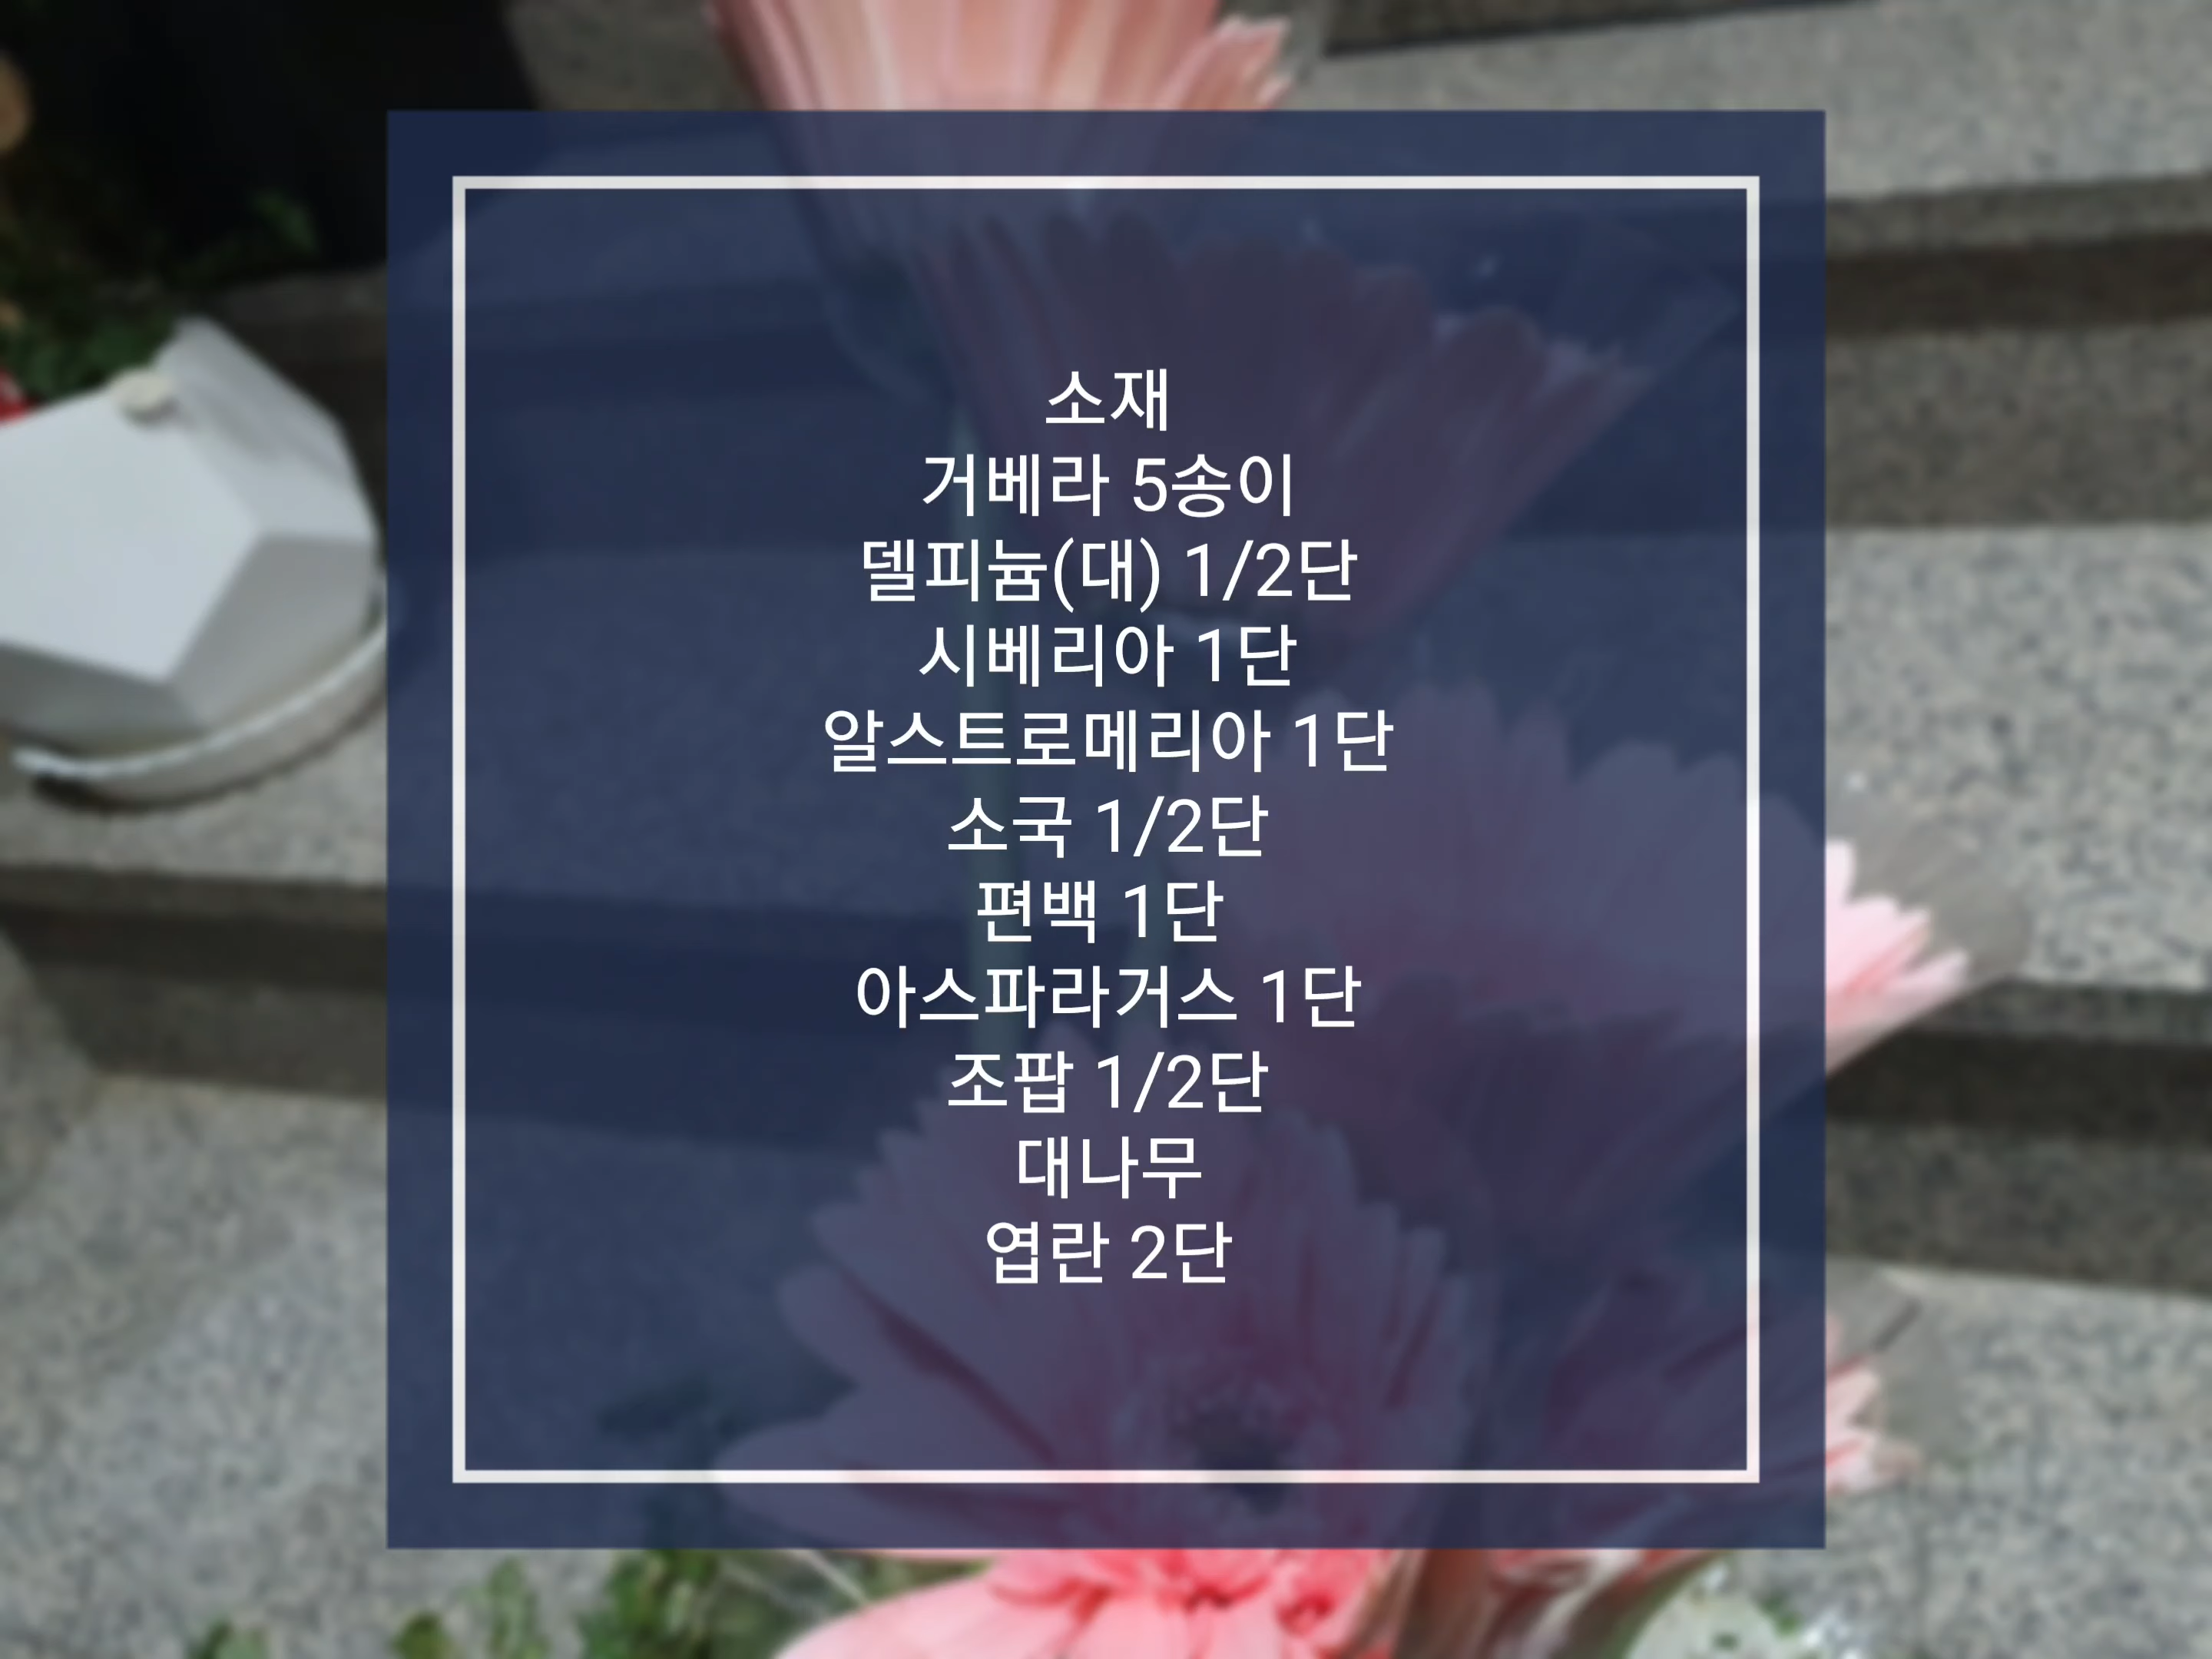 소재
거베라 5송이
델피늄(대) 1/2단
시베리아 1단
알스트로메리아 1단
소국 1/2단
편백 1단
아스파라거스 1단
조팝 1/2단
대나무
엽란 2단